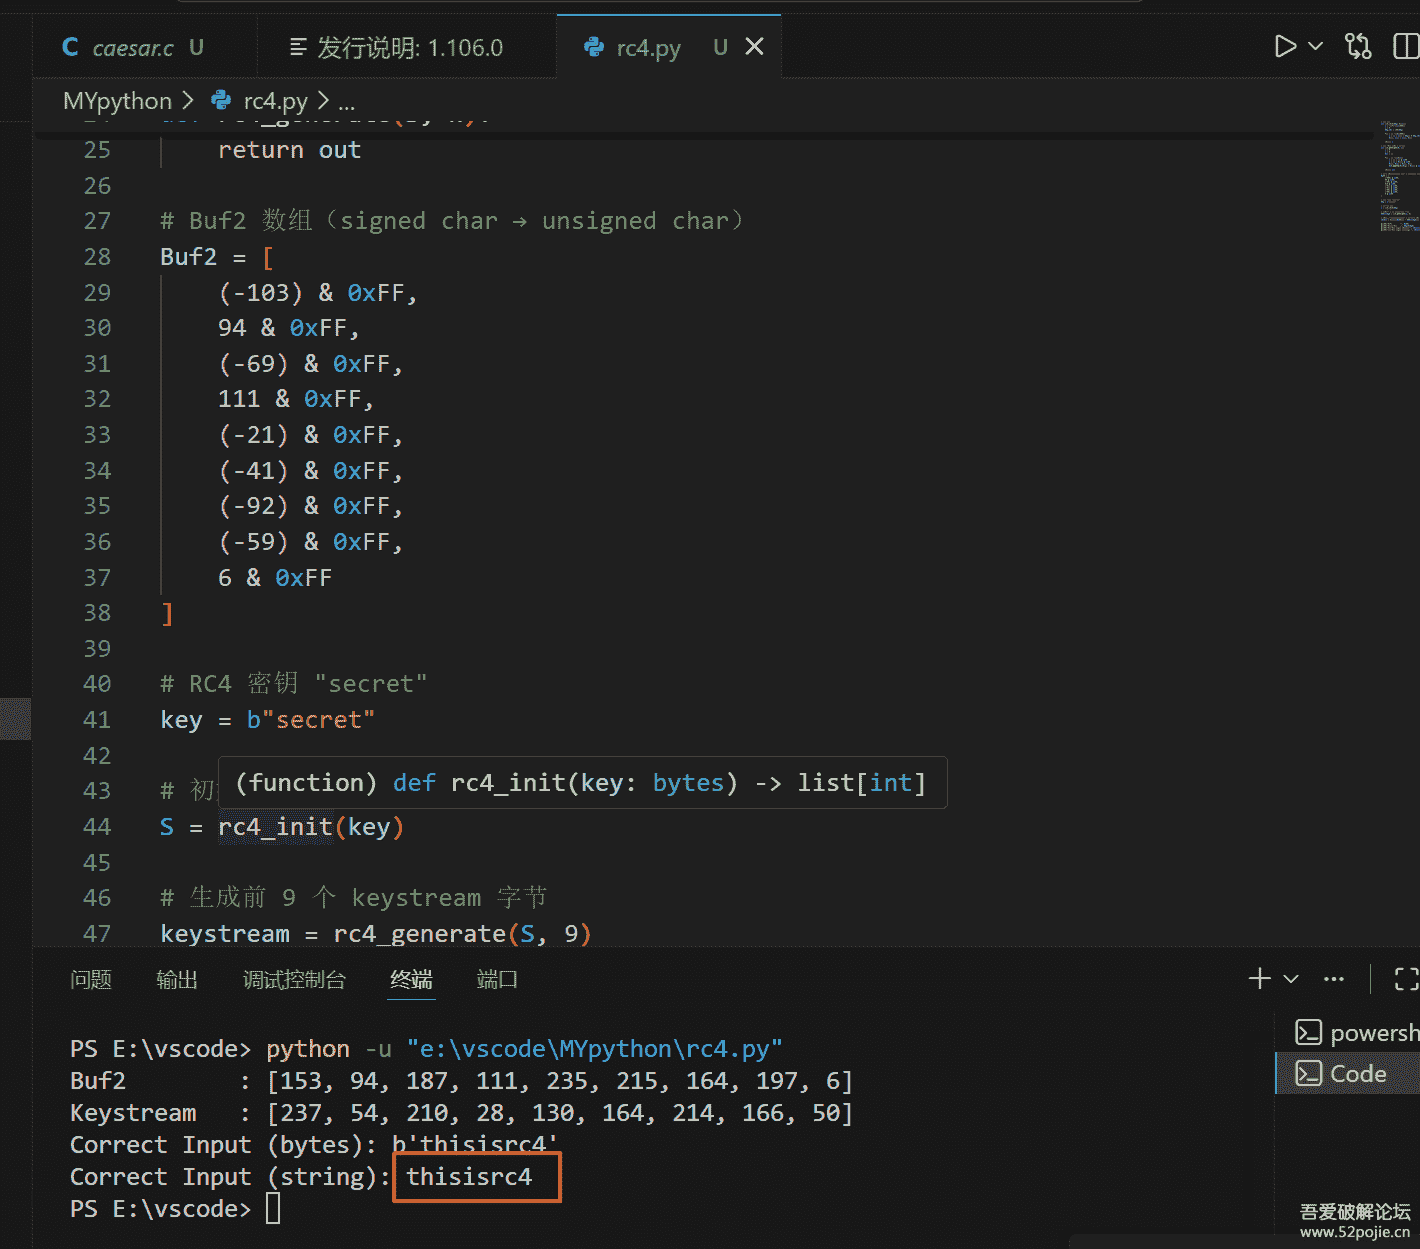 caesar.c U 发行说明: 1.106.0 rc4.py U
MYpython > rc4.py > ...
25 return out
26
27 # Buf2 数组（signed char → unsigned char）
28 Buf2 = [
29 (-103) & 0xFF,
30 94 & 0xFF,
31 (-69) & 0xFF,
32 111 & 0xFF,
33 (-21) & 0xFF,
34 (-41) & 0xFF,
35 (-92) & 0xFF,
36 (-59) & 0xFF,
37 6 & 0xFF
38 ]
39
40 # RC4 密钥 "secret"
41 key = b"secret"
42
(function) def rc4_init(key: bytes) -> list[int]
43 # 初
44 S = rc4_init(key)
45
46 # 生成前 9 个 keystream 字节
47 keystream = rc4_generate(S, 9)
问题 输出 调试控制台 终端 端口
PS E:\vscode> python -u "e:\vscode\MYpython\rc4.py"
Buf2 : [153, 94, 187, 111, 235, 215, 164, 197, 6]
Keystream : [237, 54, 210, 28, 130, 164, 214, 166, 50]
Correct Input (bytes): b'thisisrc4'
Correct Input (string): thisisrc4
PS E:\vscode>
powersh
Code
吾爱破解论坛
www.52pojie.cn